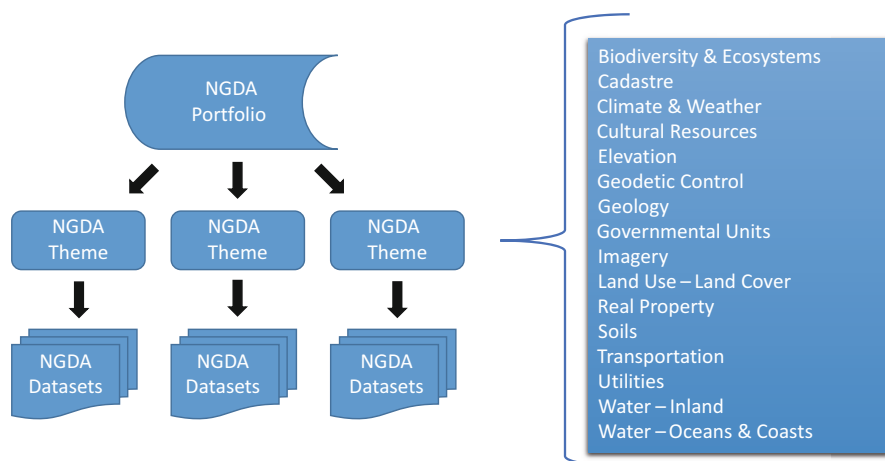 NGDA
Portfolio
NGDA
Theme
NGDA
Theme
NGDA
Theme
NGDA
Datasets
NGDA
Datasets
NGDA
Datasets
Biodiversity & Ecosystems
Cadastre
Climate & Weather
Cultural Resources
Elevation
Geodetic Control
Geology
Governmental Units
Imagery
Land Use – Land Cover
Real Property
Soils
Transportation
Utilities
Water – Inland
Water – Oceans & Coasts